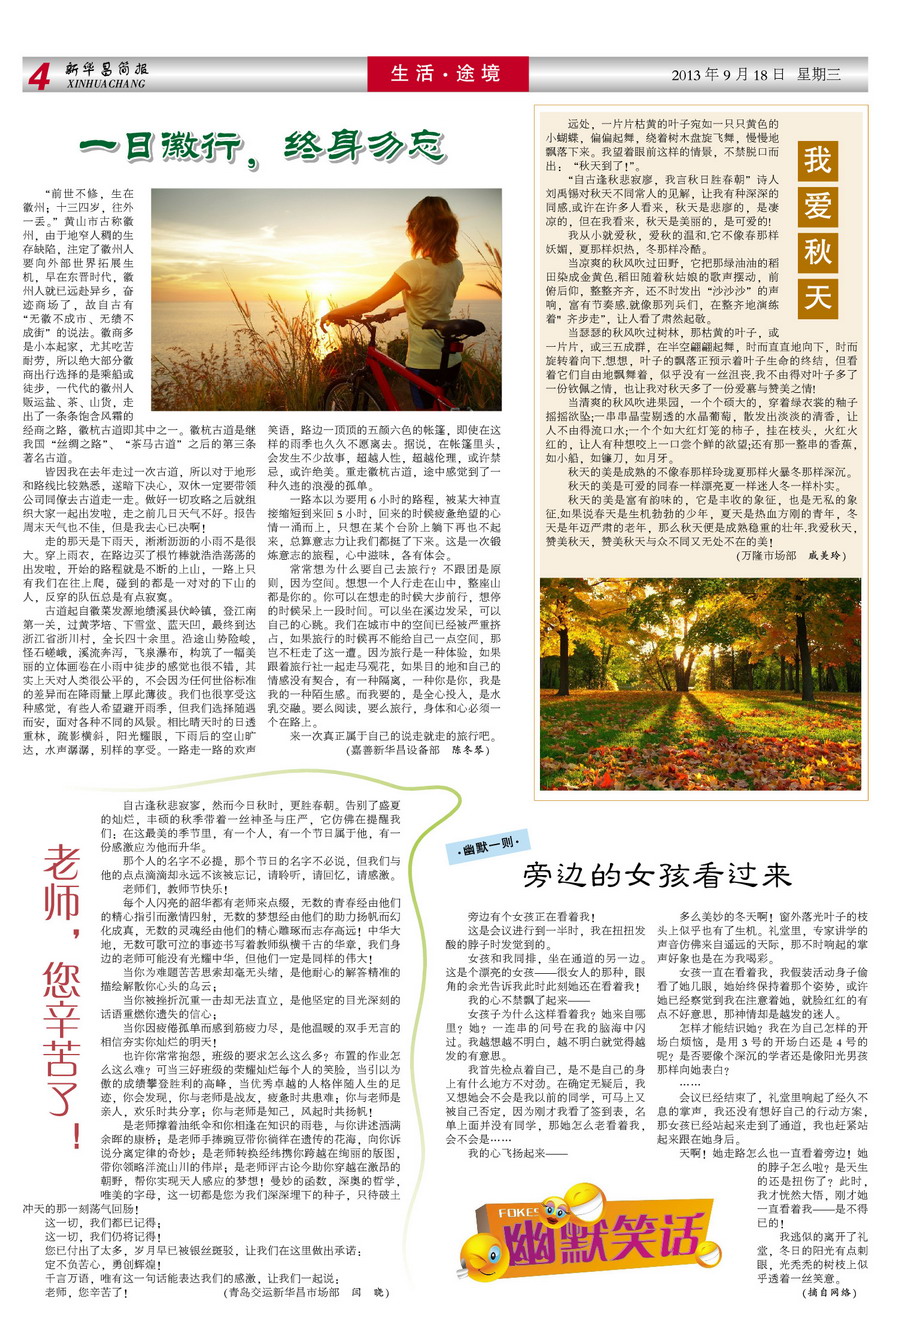 4
新华昌简报
XINHUACHANG
生活·途境
2013 年 9 月 18 日 星期三
一日徽行，终身勿忘
“前世不修，生在
徽州；十三四岁，往外
一丢。”黄山市古称徽
州，由于地窄人稠的生
存缺陷，注定了徽州人
要向外部世界拓展生
机，早在东晋时代，徽
州人就已远赴异乡，奋
迹商场了，故自古有
“无徽不成市、无绩不
成街”的说法。徽商多
是小本起家，尤其吃苦
耐劳，所以绝大部分徽
商出行选择的是乘船或
徒步，一代代的徽州人
贩运盐、茶、山货，走
出了一条条饱含风霜的
经商之路，徽杭古道即其中之一。徽杭古道是继
我国“丝绸之路”、“茶马古道”之后的第三条
著名古道。
皆因我在去年走过一次古道，所以对于地形
和路线比较熟悉，遂暗下决心，双休一定要带领
公司同僚去古道走一走。做好一切攻略之后就组
织大家一起出发啦，走之前几日天气不好。报告
周末天气也不佳，但是我去心已决啊！
走的那天是下雨天，淅淅沥沥的小雨不是很
大。穿上雨衣，在路边买了根竹棒就浩浩荡荡的
出发啦，开始的路程就是不断的上山，一路上只
有我们在往上爬，碰到的都是一对对的下山的
人，反穿的队伍总是有点寂寞。
古道起自徽菜发源地绩溪县伏岭镇，登江南
第一关，过黄茅培、下雪堂、蓝天凹，最终到达
浙江省浙川村，全长四十余里。沿途山势险峻，
怪石嵯峨，溪流奔泻，飞泉瀑布，构筑了一幅美
丽的立体画卷在小雨中徒步的感觉也很不错，其
实上天对人类很公平的，不会因为任何世俗标准
的差异而在降雨量上厚此薄彼。我们也很享受这
种感觉，有些人希望避开雨季，但我们选择随遇
而安，面对各种不同的风景。相比晴天时的日透
重林，疏影横斜，阳光耀眼，下雨后的空山旷
达，水声潺潺，别样的享受。一路走一路的欢声
笑语，路边一顶顶的五颜六色的帐篷，即使在这
样的雨季也久久不愿离去。据说，在帐篷里头，
会发生不少故事，超越人性，超越伦理，或许禁
忌，或许绝美。重走徽杭古道，途中感觉到了一
种久违的浪漫的孤单。
一路本以为要用 6 小时的路程，被某大神直
接缩短到来回 5 小时，回来的时候疲惫绝望的心
情一涌而上，只想在某个台阶上躺下再也不起
来，总算意志力让我们都挺了下来。这是一次锻
炼意志的旅程，心中滋味，各有体会。
常常想为什么要自己去旅行？不跟团是原
则，因为空间。想想一个人行走在山中，整座山
都是你的。你可以在想走的时候大步前行，想停
的时候呆上一段时间。可以坐在溪边发呆，可以
自己的心跳。我们在城市中的空间已经被严重挤
占，如果旅行的时候再不能给自己一点空间，那
岂不枉走了这一遭。因为旅行是一种体验，如果
跟着旅行社一起走马观花，如果目的地和自己的
情感没有契合，有一种隔离，一种你是你，我是
我的一种陌生感。而我要的，是全心投入，是水
乳交融。要么阅读，要么旅行，身体和心必须一
个在路上。
来一次真正属于自己的说走就走的旅行吧。
(嘉善新华昌设备部 陈冬琴)
我爱秋天
远处，一片片枯黄的叶子宛如一只只黄色的
小蝴蝶，偏偏起舞，绕着树木盘旋飞舞，慢慢地
飘落下来。我望着眼前这样的情景，不禁脱口而
出：“秋天到了！”。
“自古逢秋悲寂廖，我言秋日胜春朝”诗人
刘禹锡对秋天不同常人的见解，让我有种深深的
同感.或许在许多人看来，秋天是悲廖的，是凄
凉的，但在我看来，秋天是美丽的，是可爱的!
我从小就爱秋，爱秋的温和.它不像春那样
妩媚，夏那样炽热，冬那样冷酷。
当凉爽的秋风吹过田野，它把那绿油油的稻
田染成金黄色.稻田随着秋姑娘的歌声摆动，前
俯后仰，整整齐齐，还不时发出“沙沙沙”的声
响，富有节奏感.就像那列兵们，在整齐地演练
着" 齐步走"，让人看了肃然起敬。
当瑟瑟的秋风吹过树林，那枯黄的叶子，或
一片片，或三五成群，在半空翩翩起舞，时而直直地向下，时而
旋转着向下.想想，叶子的飘落正预示着叶子生命的终结，但看
着它们自由地飘舞着，似乎没有一丝沮丧.我不由得对叶子多了
一份钦佩之情，也让我对秋天多了一份爱慕与赞美之情!
当清爽的秋风吹进果园，一个个硕大的，穿着绿衣裳的柚子
摇摇欲坠;一串串晶莹剔透的水晶葡萄，散发出淡淡的清香，让
人不由得流口水;一个个如大红灯笼的柿子，挂在枝头，火红火
红的，让人有种想咬上一口尝个鲜的欲望;还有那一整串的香蕉，
如小船，如镰刀，如月牙。
秋天的美是成熟的不像春那样玲珑夏那样火暴冬那样深沉。
秋天的美是可爱的同春一样漂亮夏一样迷人冬一样朴实。
秋天的美是富有韵味的，它是丰收的象征，也是无私的象
征.如果说春天是生机勃勃的少年，夏天是热血方刚的青年，冬
天是年迈严肃的老年，那么秋天便是成熟稳重的壮年.我爱秋天，
赞美秋天，赞美秋天与众不同又无处不在的美！
(万隆市场部 戚美玲)
老师，您辛苦了！
自古逢秋悲寂寥，然而今日秋时，更胜春朝。告别了盛夏
的灿烂，丰硕的秋季带着一丝神圣与庄严，它仿佛在提醒我
们：在这最美的季节里，有一个人，有一个节日属于他，有一
份感激应为他而升华。
那个人的名字不必提，那个节日的名字不必说，但我们与
他的点点滴滴却永远不该被忘记，请聆听，请回忆，请感激。
老师们，教师节快乐！
每个人闪亮的韶华都有老师来点缀，无数的青春经由他们
的精心指引而激情四射，无数的梦想经由他们的助力扬帆而幻
化成真，无数的灵魂经由他们的精心雕琢而志存高远！中华大
地，无数可歌可泣的事迹书写着教师纵横千古的华章，我们身
边的老师可能没有光耀中华，但他们一定是同样的伟大！
当你为难题苦苦思索却毫无头绪，是他耐心的解答精准的
描绘解散你心头的乌云；
当你被挫折沉重一击却无法直立，是他坚定的目光深刻的
话语重燃你遗失的信心；
当你因疲倦孤单而感到筋疲力尽，是他温暖的双手无言的
相信夯实你灿烂的明天！
也许你常常抱怨，班级的要求怎么这么多？布置的作业怎
么这么难？可当三好班级的荣耀灿烂每个人的笑脸，当引以为
傲的成绩攀登胜利的高峰，当优秀卓越的人格伴随人生的足
迹，你会发现，你与老师是战友，疲惫时共患难；你与老师是
亲人，欢乐时共分享；你与老师是知己，风起时共扬帆！
是老师撑着油纸伞和你相逢在知识的雨巷，与你讲述洒满
余晖的康桥；是老师手捧豌豆带你徜徉在遗传的花海，向你诉
说分离定律的奇妙；是老师转换经纬携你跨越在绚丽的版图，
带你领略洋流山川的伟岸；是老师评古论今助你穿越在激昂的
朝野，帮你实现天人感应的梦想！曼妙的函数，深奥的哲学，
唯美的字母，这一切都是您为我们深深埋下的种子，只待破土
冲天的那一刻荡气回肠！
这一切，我们都已记得；
这一切，我们仍将记得！
您已付出了太多，岁月早已被银丝斑驳，让我们在这里做出承诺：
定不负苦心，勇创辉煌！
千言万语，唯有这一句话能表达我们的感激，让我们一起说：
老师，您辛苦了！ (青岛交运新华昌市场部 闫 晓)
·幽默一则·
旁边的女孩看过来
旁边有个女孩正在看着我！
这是会议进行到一半时，我在扭扭发
酸的脖子时发觉到的。
女孩和我同排，坐在通道的另一边。
这是个漂亮的女孩——很女人的那种，眼
角的余光告诉我此时此刻她还在看着我！
我的心不禁飘了起来——
女孩子为什么这样看着我？她来自哪
里？她？一连串的问号在我的脑海中闪
过。我越想越不明白，越不明白就觉得越
发的有意思。
我首先检点着自己，是不是自己的身
上有什么地方不对劲。在确定无疑后，我
又想她会不会是我以前的同学，可马上又
被自己否定，因为刚才我看了签到表，名
单上面并没有同学，那她怎么老看着我，
会不会是……
我的心飞扬起来——
多么美妙的冬天啊！窗外落光叶子的枝
头上似乎也有了生机。礼堂里，专家讲学的
声音仿佛来自遥远的天际，那不时响起的掌
声好象也是在为我喝彩。
女孩一直在看着我，我假装活动身子偷
看了她几眼，她始终保持着那个姿势，或许
她已经察觉到我在注意着她，就脸红红的有
点不好意思，那神情却是越发的迷人。
怎样才能结识她？我在为自己怎样的开
场白烦恼，是用 3 号的开场白还是 4 号的
呢？是否要像个深沉的学者还是像阳光男孩
那样向她表白？
……
会议已经结束了，礼堂里响起了经久不
息的掌声，我还没有想好自己的行动方案，
那女孩已经站起来走到了通道，我也赶紧站
起来跟在她身后。
天啊！她走路怎么也一直看着旁边！她
的脖子怎么啦？是天生
的还是扭伤了？此时，
我才恍然大悟，刚才她
一直看着我——是不得
已的！
我逃似的离开了礼
堂，冬日的阳光有点刺
眼，光秃秃的树枝上似
乎透着一丝笑意。
(摘自网络)
FOKES
幽默笑话